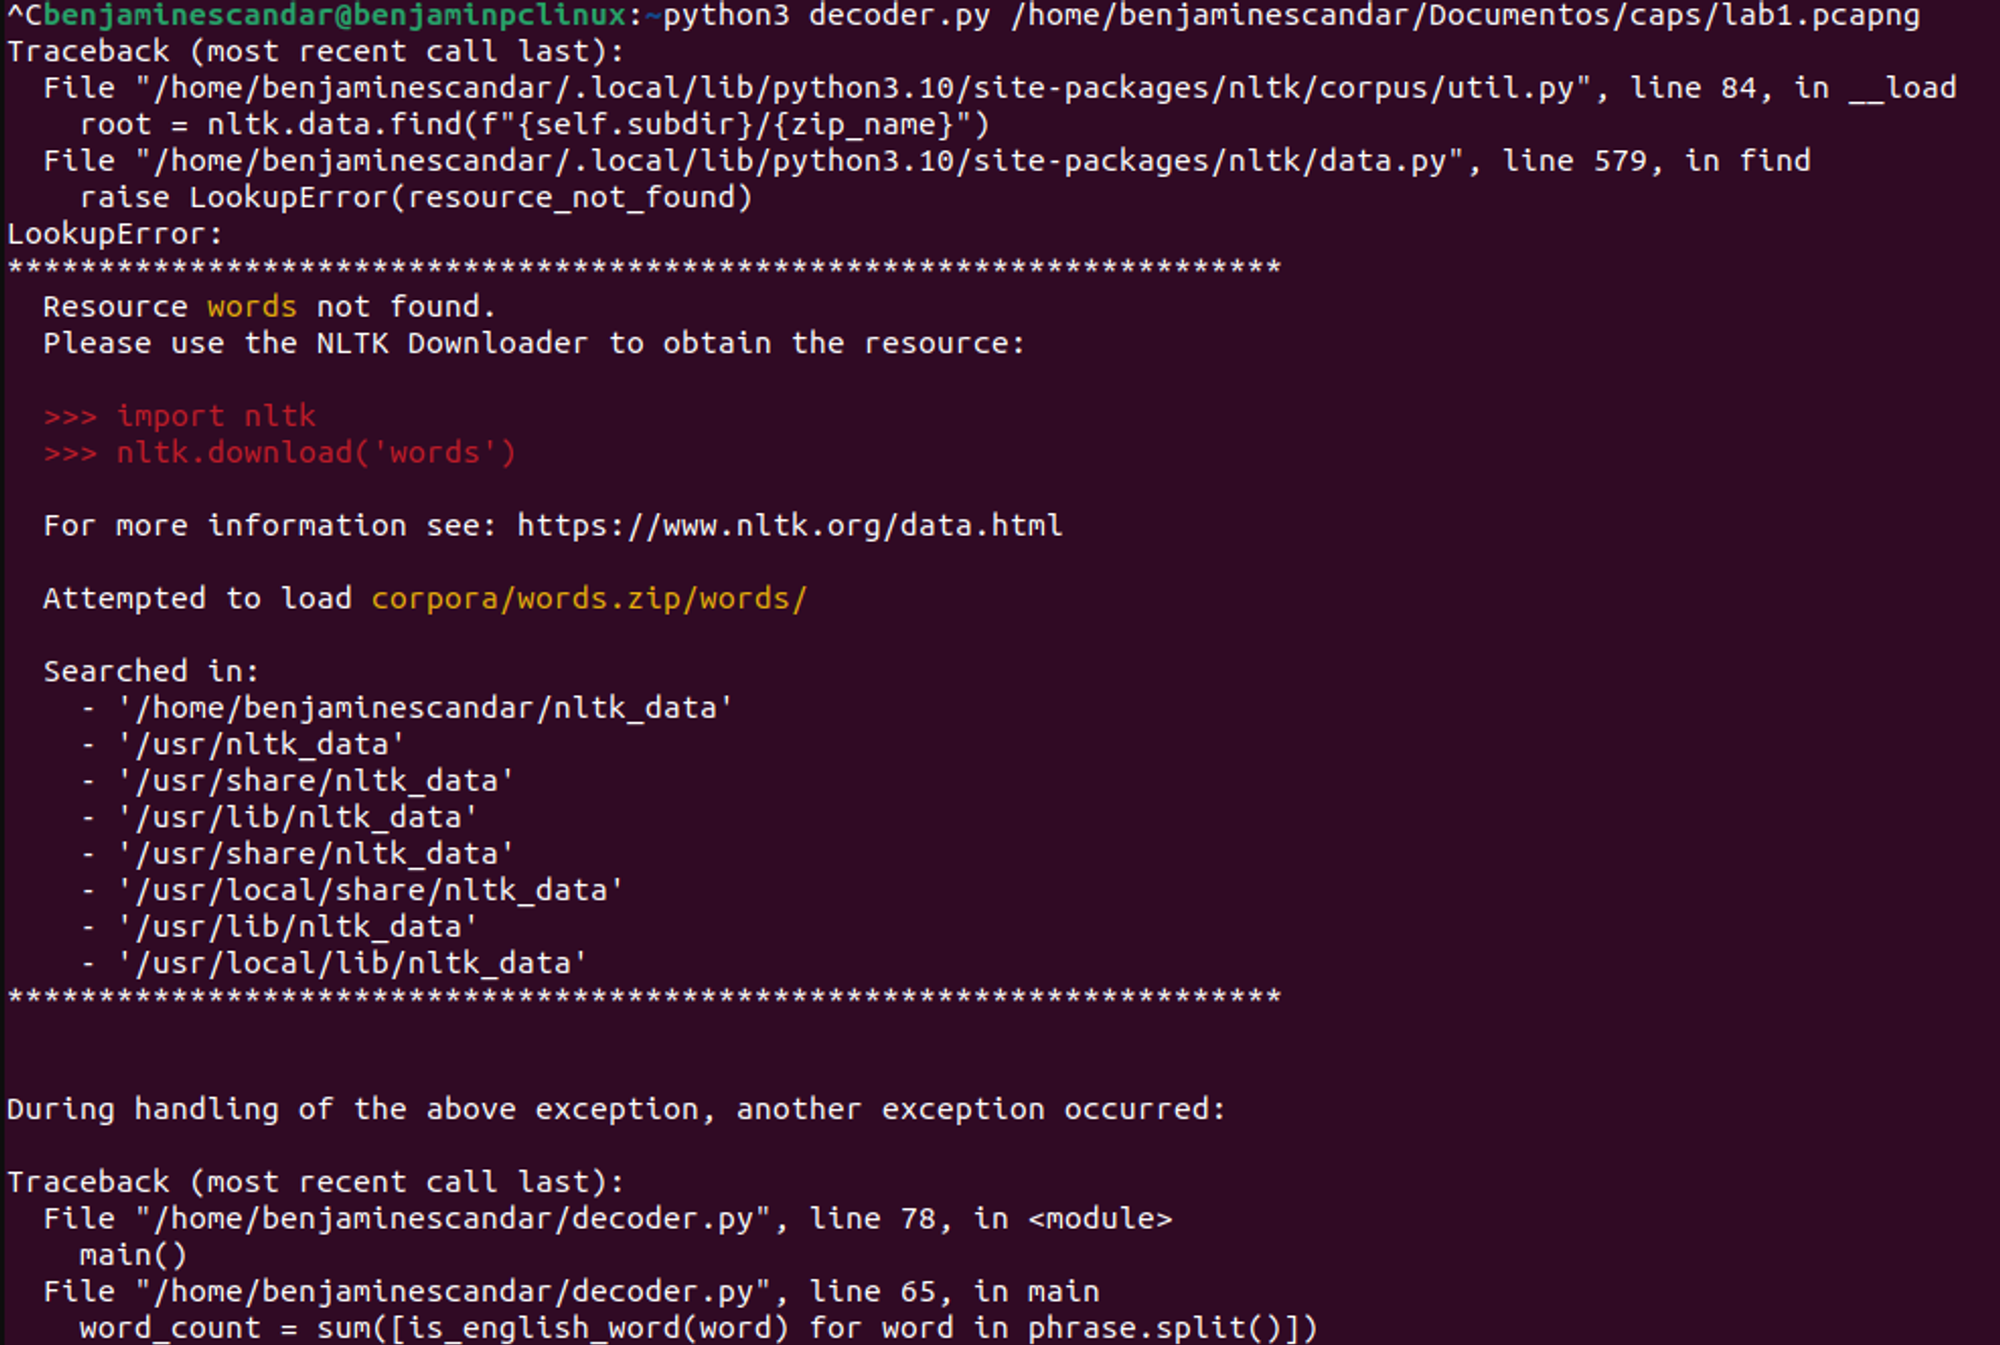 ^Cbenjaminescandar@benjaminpclinux:~python3 decoder.py /home/benjaminescandar/Documentos/caps/lab1.pcapng
Traceback (most recent call last):
  File "/home/benjaminescandar/.local/lib/python3.10/site-packages/nltk/corpus/util.py", line 84, in __load
    root = nltk.data.find(f"{self.subdir}/{zip_name}")
  File "/home/benjaminescandar/.local/lib/python3.10/site-packages/nltk/data.py", line 579, in find
    raise LookupError(resource_not_found)
LookupError:
**********************************************************************
  Resource words not found.
  Please use the NLTK Downloader to obtain the resource:

  >>> import nltk
  >>> nltk.download('words')

  For more information see: https://www.nltk.org/data.html

  Attempted to load corpora/words.zip/words/

  Searched in:
    - '/home/benjaminescandar/nltk_data'
    - '/usr/nltk_data'
    - '/usr/share/nltk_data'
    - '/usr/lib/nltk_data'
    - '/usr/share/nltk_data'
    - '/usr/local/share/nltk_data'
    - '/usr/lib/nltk_data'
    - '/usr/local/lib/nltk_data'
**********************************************************************

During handling of the above exception, another exception occurred:

Traceback (most recent call last):
  File "/home/benjaminescandar/decoder.py", line 78, in <module>
    main()
  File "/home/benjaminescandar/decoder.py", line 65, in main
    word_count = sum([is_english_word(word) for word in phrase.split()])